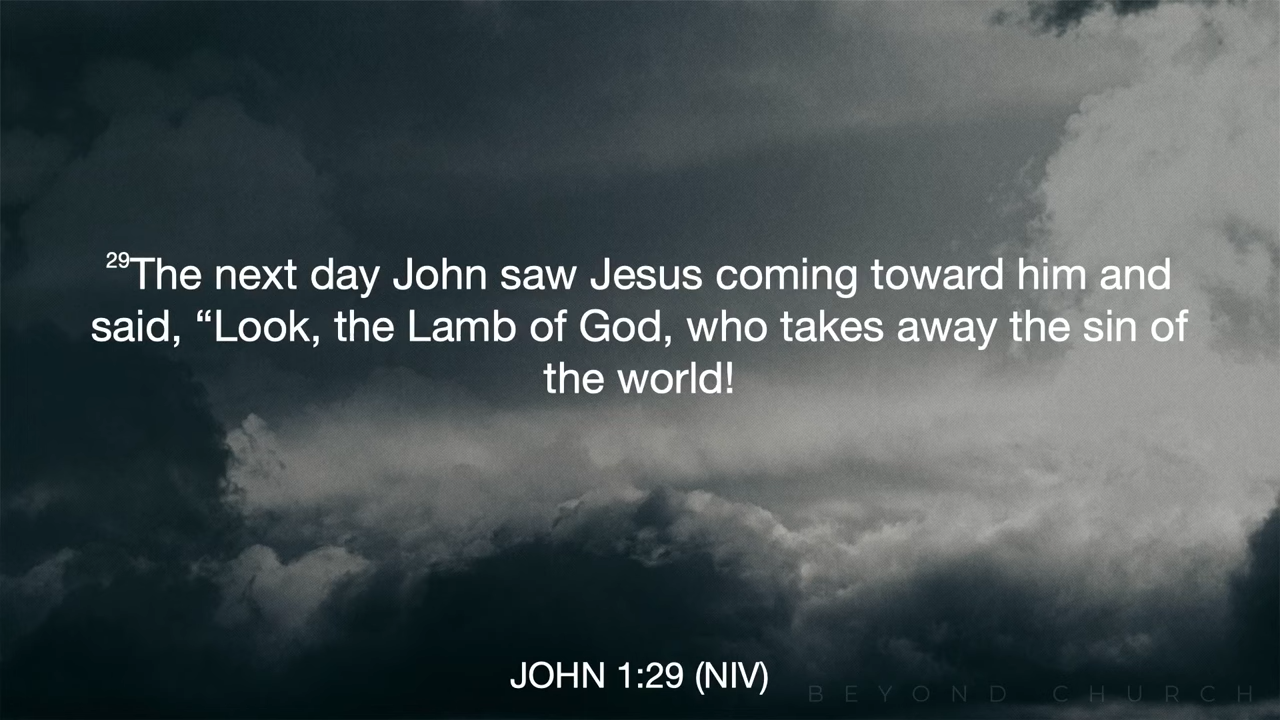 ²⁹The next day John saw Jesus coming toward him and
said, “Look, the Lamb of God, who takes away the sin of
the world!
JOHN 1:29 (NIV)
BEYOND CHURCH